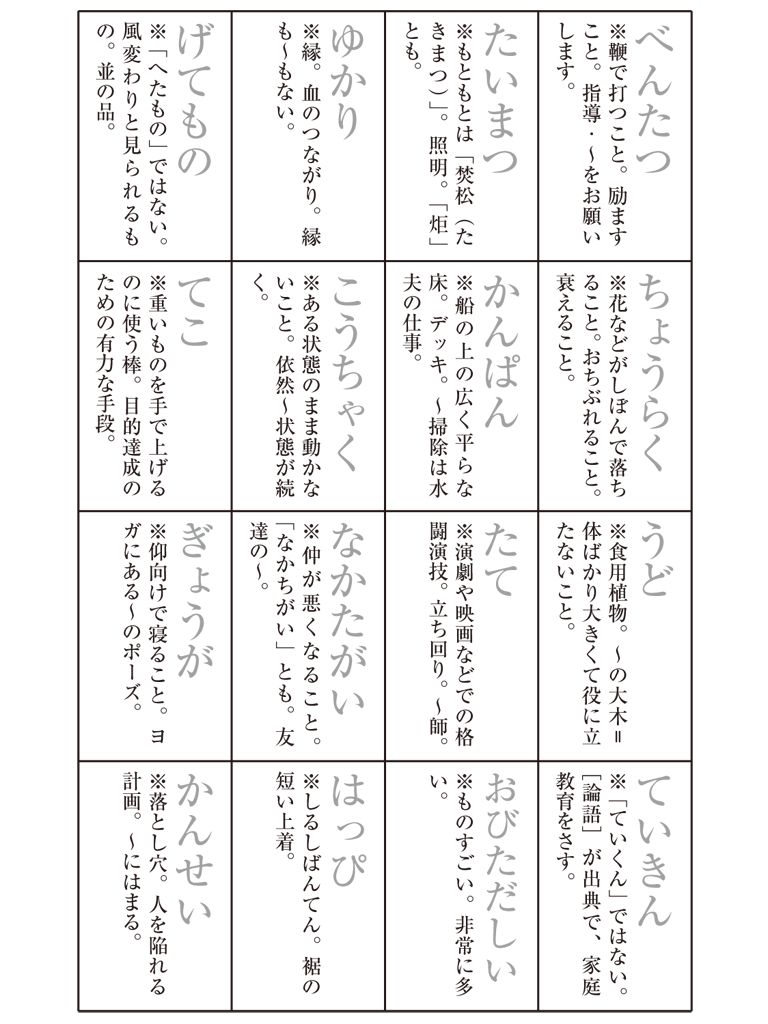 べんたつ
※鞭で打つこと。励ます
こと。指導・～をお願い
します。
ちょうらく
※花などがしぼんで落ち
ること。おちぶれること。
衰えること。
うど
※食用植物。～の大木＝
体ばかり大きくて役に立
たないこと。
ていきん
※「ていくん」ではない。
［論語］が出典で、家庭
教育をさす。
たいまつ
※もともとは「焚松（た
きまつ）」。照明。「炬」
とも。
かんぱん
※船の上の広く平らな
床。デッキ。～掃除は水
夫の仕事。
たて
※演劇や映画などでの格
闘演技。立ち回り。～師。
おびただしい
※ものすごい。非常に多
い。
ゆかり
※縁。血のつながり。縁
も～もない。
こうちゃく
※ある状態のまま動かな
いこと。依然～状態が続
く。
なかたがい
※仲が悪くなること。
「なかちがい」とも。友
達の～。
はっぴ
※しるしばんてん。裾の
短い上着。
げてもの
※「へたもの」ではない。
風変わりと見られるも
の。並の品。
てこ
※重いものを手で上げる
のに使う棒。目的達成の
ための有力な手段。
ぎょうが
※仰向けで寝ること。ヨ
ガにある～のポーズ。
かんせい
※落とし穴。人を陥れる
計画。～にはまる。